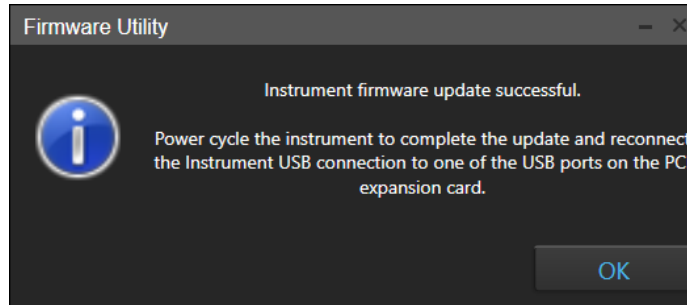 Firmware Utility
Instrument firmware update successful.
Power cycle the instrument to complete the update and reconnect
the Instrument USB connection to one of the USB ports on the PC
expansion card.
OK